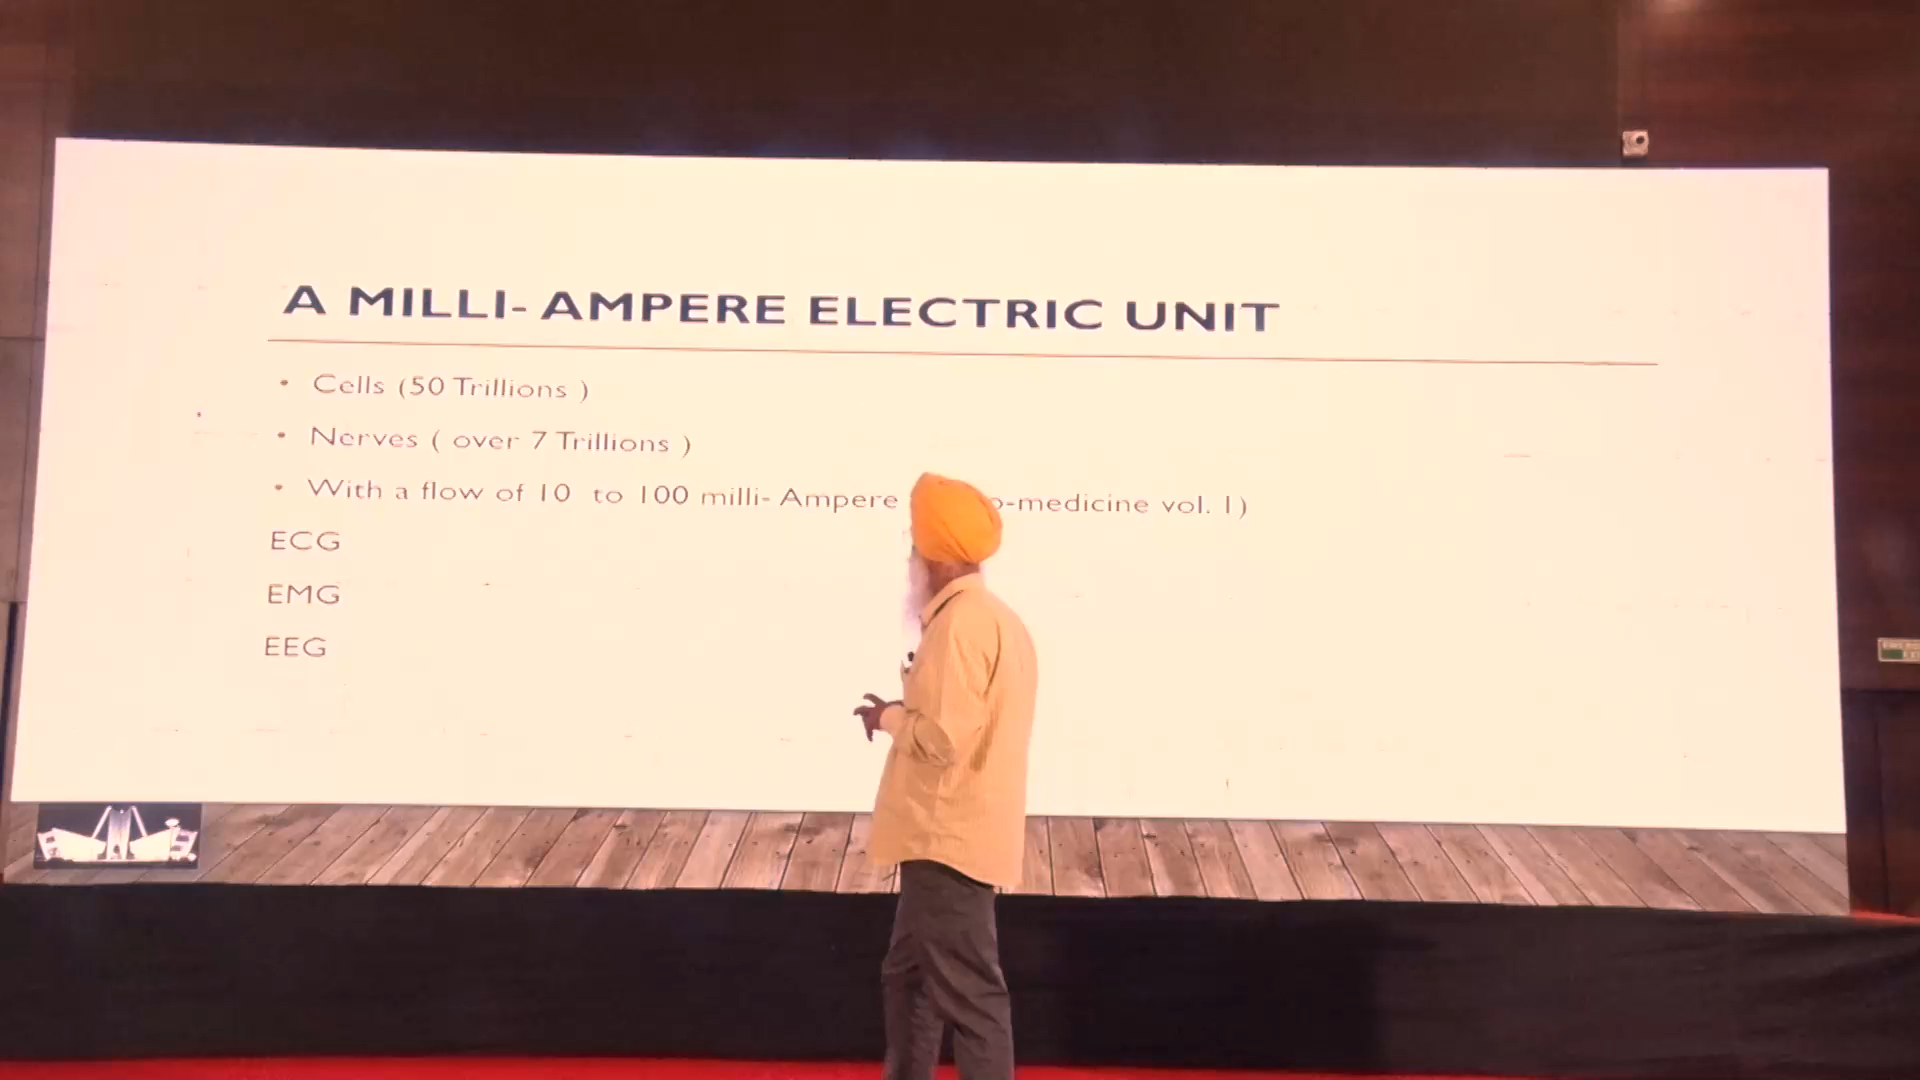 A MILLI- AMPERE ELECTRIC UNIT
• Cells (50 Trillions )
• Nerves ( over 7 Trillions )
• With a flow of 10 to 100 milli- Ampere o-medicine vol. 1)
ECG
EMG
EEG